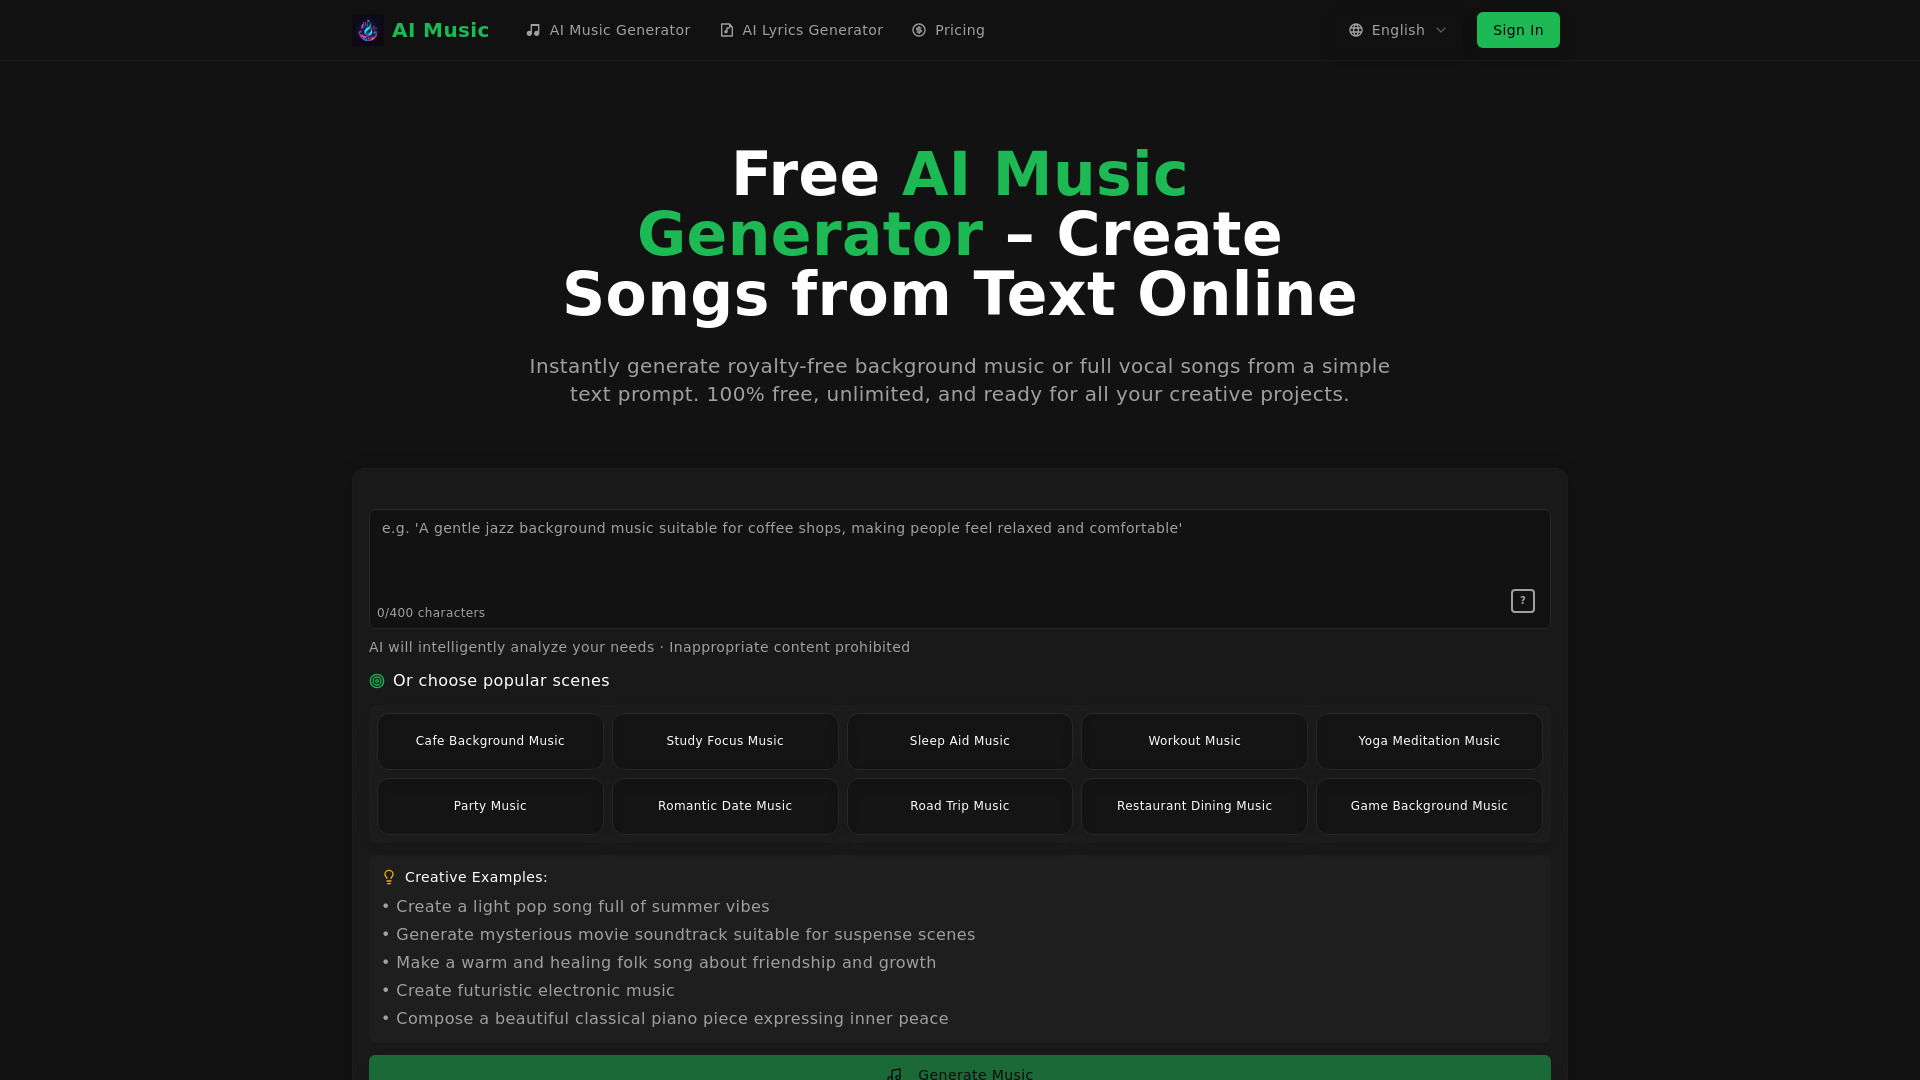 AI Music
AI Music Generator
AI Lyrics Generator
Pricing
English
Sign In
Free AI Music
Generator – Create
Songs from Text Online
Instantly generate royalty-free background music or full vocal songs from a simple
text prompt. 100% free, unlimited, and ready for all your creative projects.
e.g. 'A gentle jazz background music suitable for coffee shops, making people feel relaxed and comfortable'
?
0/400 characters
AI will intelligently analyze your needs · Inappropriate content prohibited
Or choose popular scenes
Cafe Background Music
Study Focus Music
Sleep Aid Music
Workout Music
Yoga Meditation Music
Party Music
Romantic Date Music
Road Trip Music
Restaurant Dining Music
Game Background Music
Creative Examples:
• Create a light pop song full of summer vibes
• Generate mysterious movie soundtrack suitable for suspense scenes
• Make a warm and healing folk song about friendship and growth
• Create futuristic electronic music
• Compose a beautiful classical piano piece expressing inner peace
Generate Music